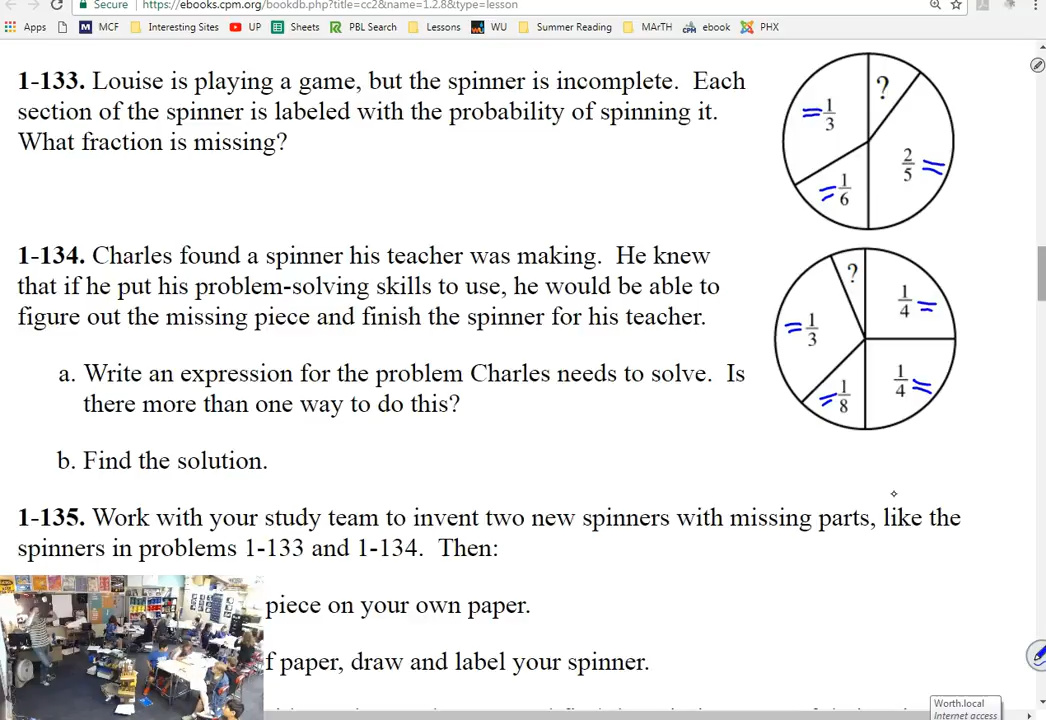 Secure
https://ebooks.cpm.org/bookdb.php?title=cc2&name=1.2.8&type=lesson
Apps MCF Interesting Sites UP Sheets PBL Search Lessons WU Summer Reading MArTH ebook PHX
1-133. Louise is playing a game, but the spinner is incomplete. Each
section of the spinner is labeled with the probability of spinning it.
What fraction is missing?
?
= 1/3
2/5 =
= 1/6
1-134. Charles found a spinner his teacher was making. He knew
that if he put his problem-solving skills to use, he would be able to
figure out the missing piece and finish the spinner for his teacher.
?
1/4 =
= 1/3
1/4 =
= 1/8
a. Write an expression for the problem Charles needs to solve. Is
there more than one way to do this?
b. Find the solution.
1-135. Work with your study team to invent two new spinners with missing parts, like the
spinners in problems 1-133 and 1-134. Then:
piece on your own paper.
f paper, draw and label your spinner.
Worth.local
Internet access